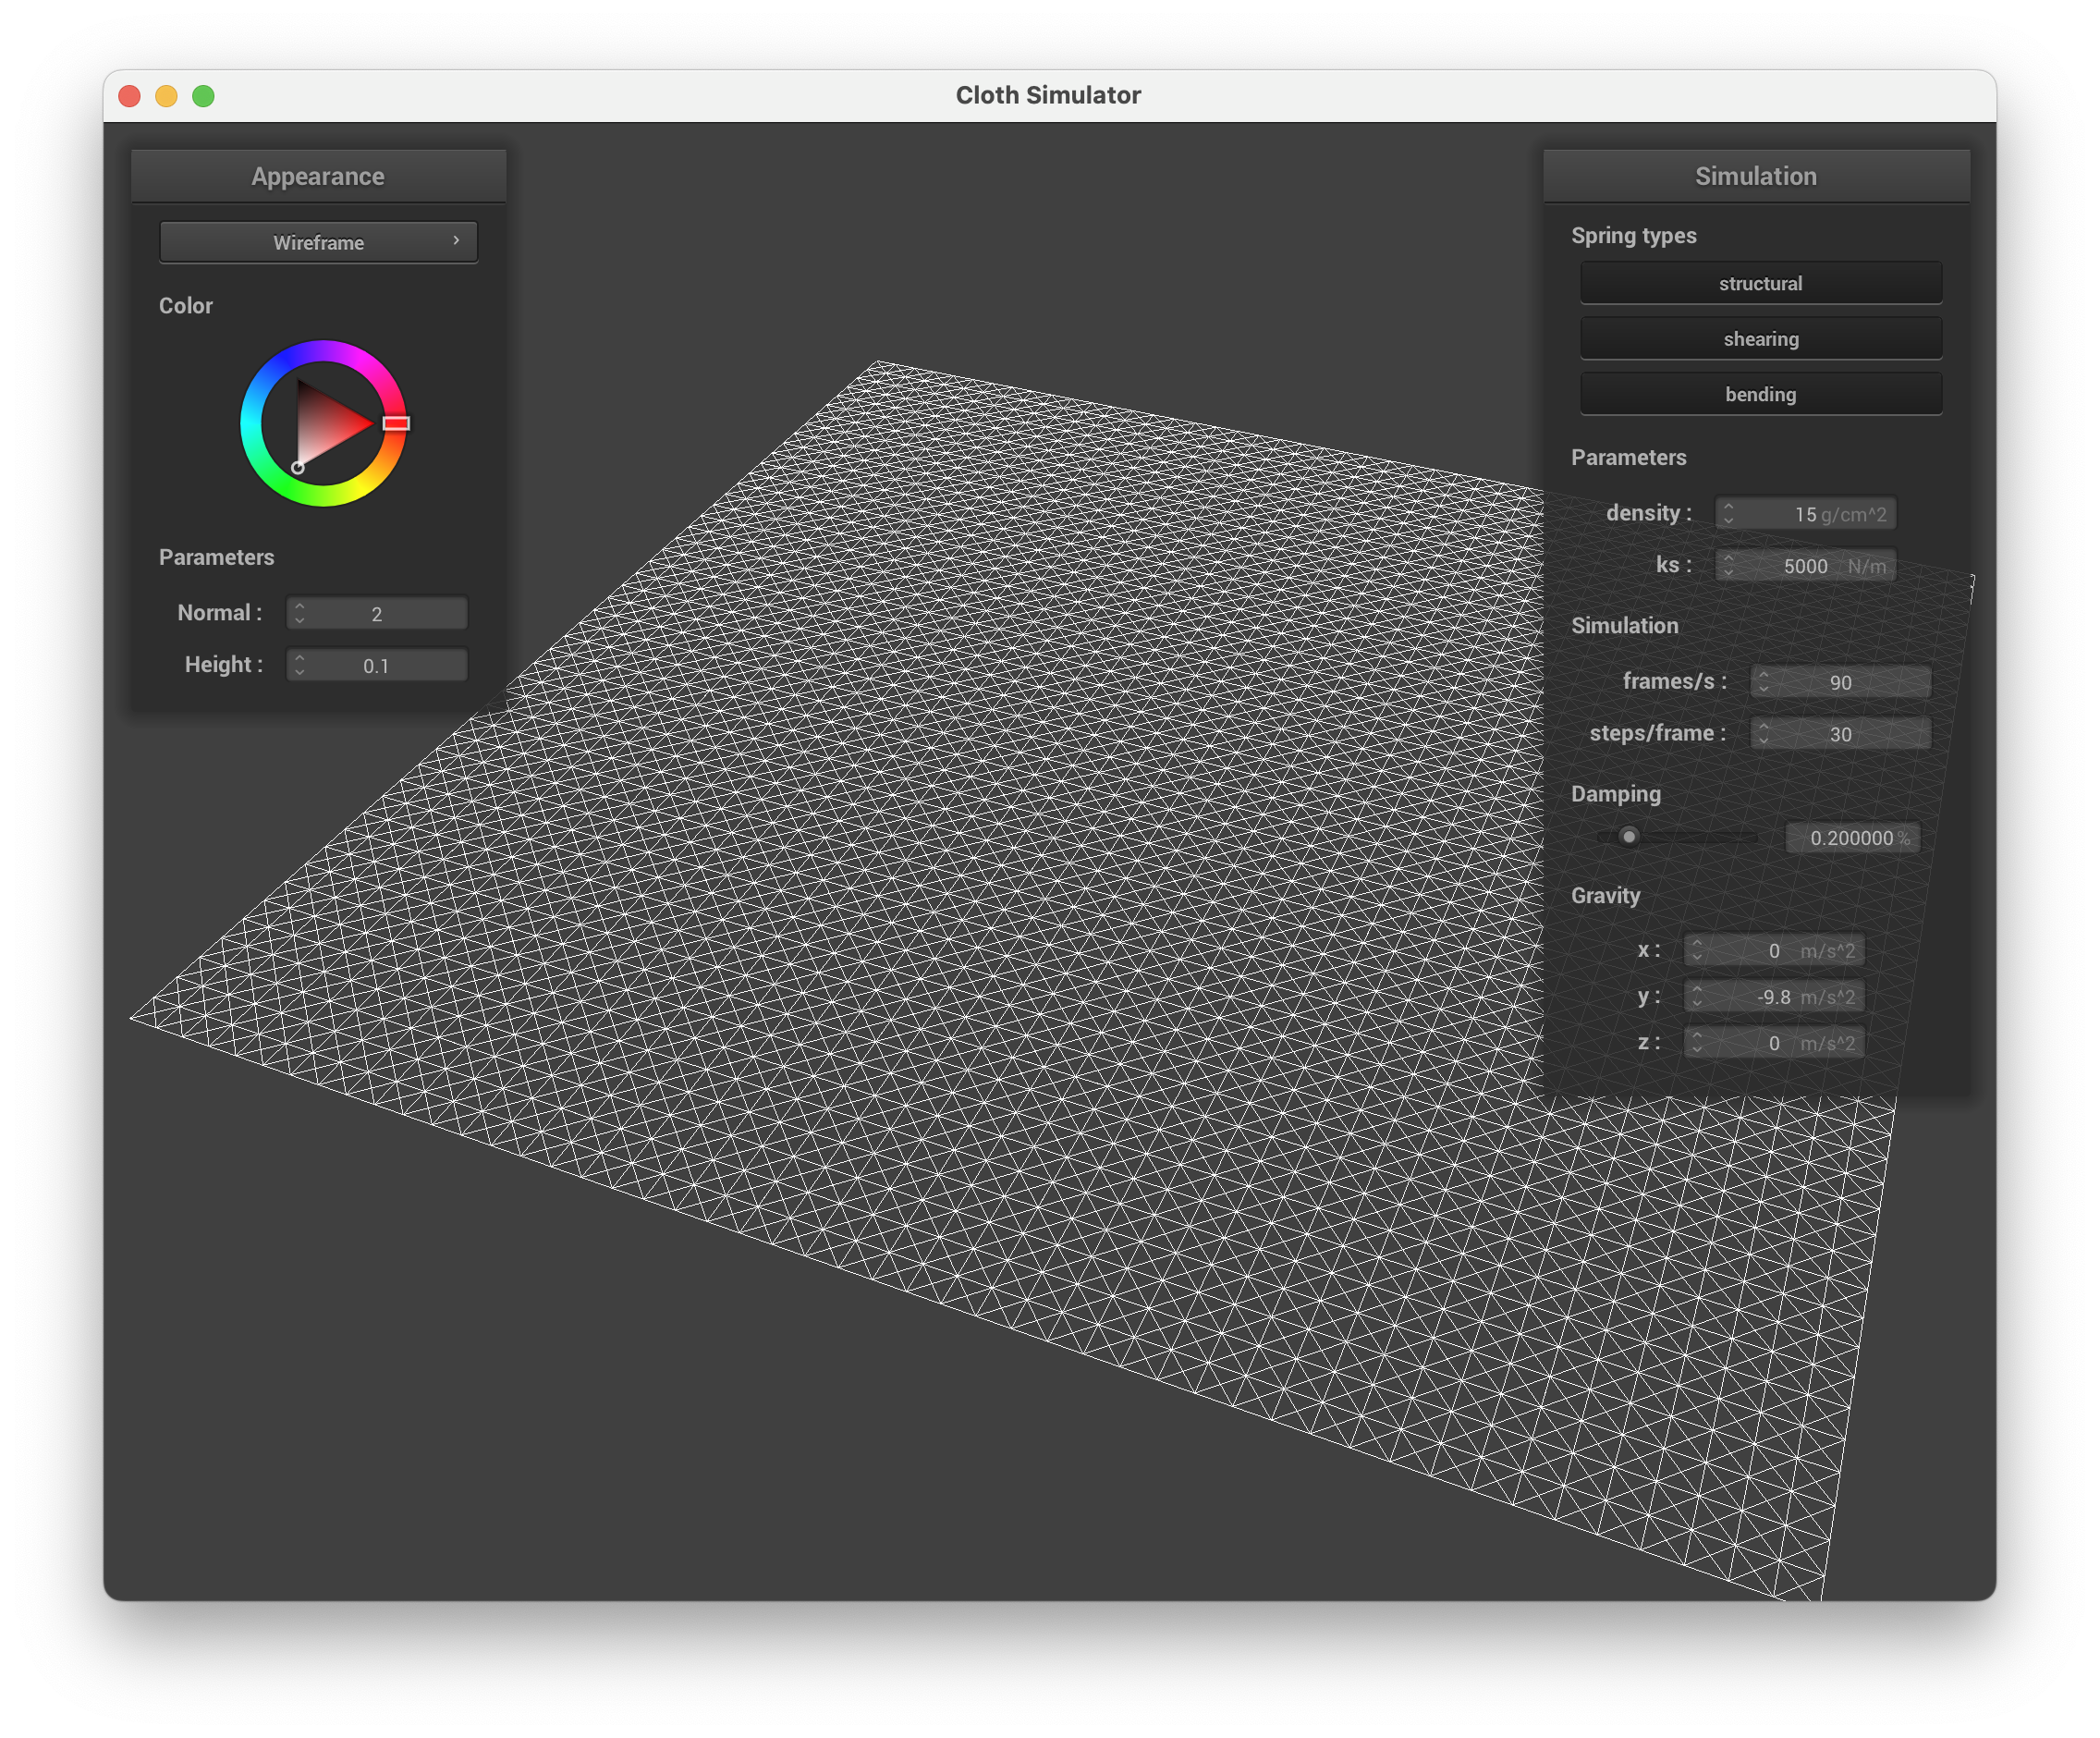 Cloth Simulator
Appearance
Wireframe
Color
Parameters
Normal : 2
Height : 0.1
Simulation
Spring types
structural
shearing
bending
Parameters
density : 15 g/cm^2
ks : 5000 N/m
Simulation
frames/s : 90
steps/frame : 30
Damping
0.200000 %
Gravity
x : 0 m/s^2
y : -9.8 m/s^2
z : 0 m/s^2